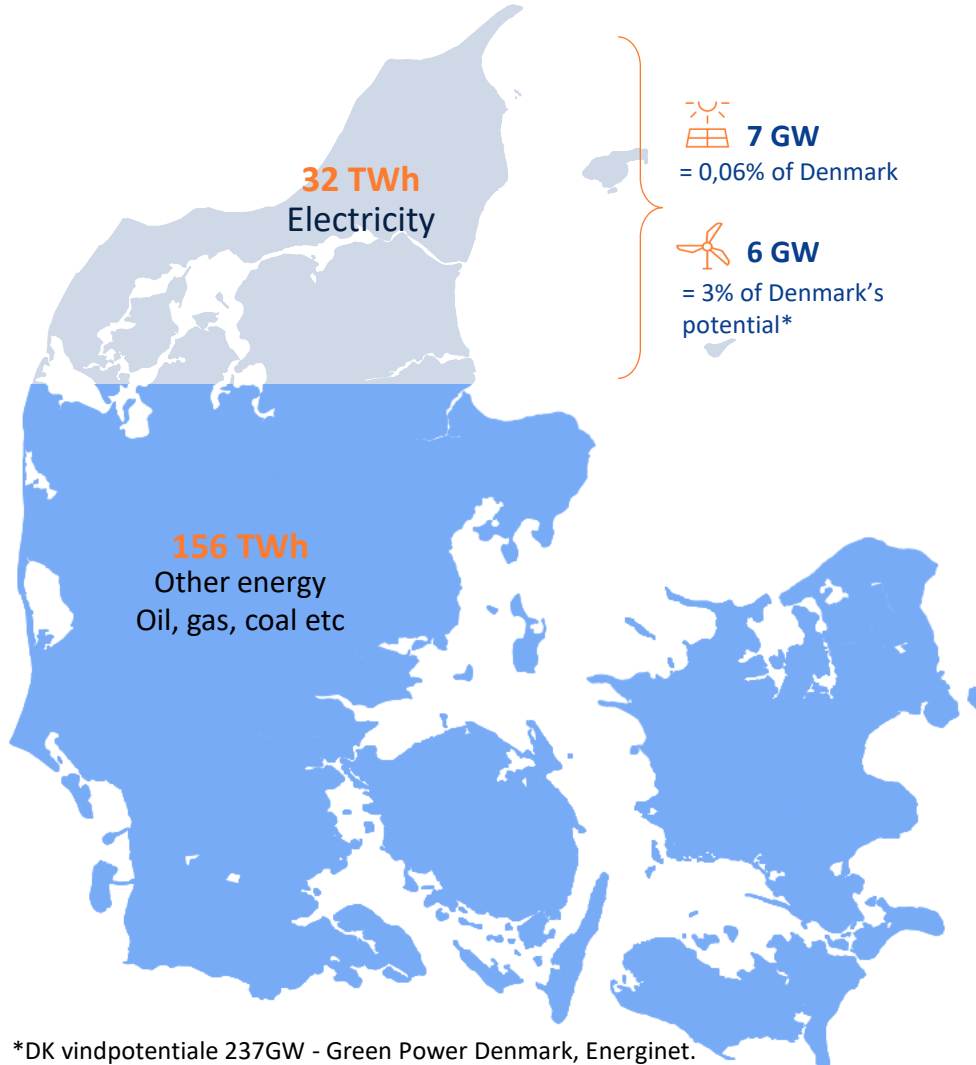 32 TWh
Electricity
7 GW
= 0,06% of Denmark
6 GW
= 3% of Denmark’s
potential*
156 TWh
Other energy
Oil, gas, coal etc
*DK vindpotentiale 237GW - Green Power Denmark, Energinet.